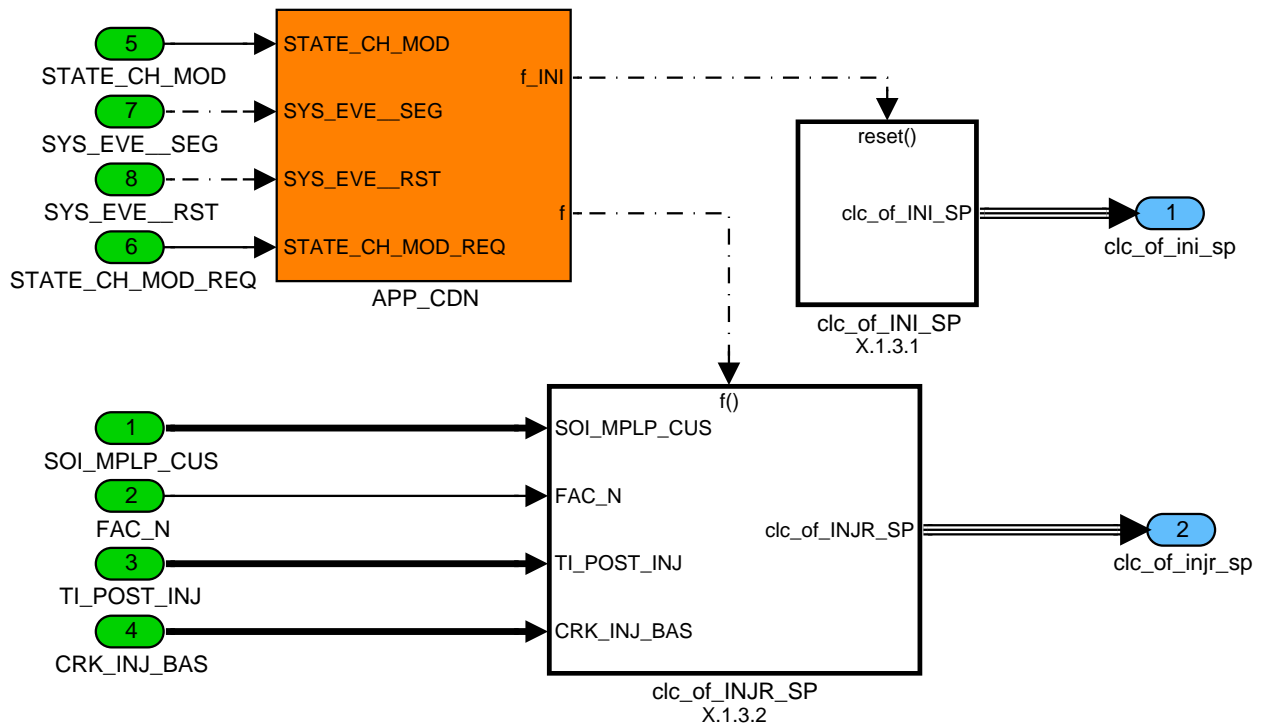 5
STATE_CH_MOD
7
SYS_EVE__SEG
8
SYS_EVE__RST
6
STATE_CH_MOD_REQ
STATE_CH_MOD
SYS_EVE__SEG
SYS_EVE__RST
STATE_CH_MOD_REQ
f_INI
f
APP_CDN
reset()
clc_of_INI_SP
clc_of_INI_SP
X.1.3.1
1
clc_of_ini_sp
1
SOI_MPLP_CUS
2
FAC_N
3
TI_POST_INJ
4
CRK_INJ_BAS
f()
SOI_MPLP_CUS
FAC_N
TI_POST_INJ
CRK_INJ_BAS
clc_of_INJR_SP
clc_of_INJR_SP
X.1.3.2
2
clc_of_injr_sp